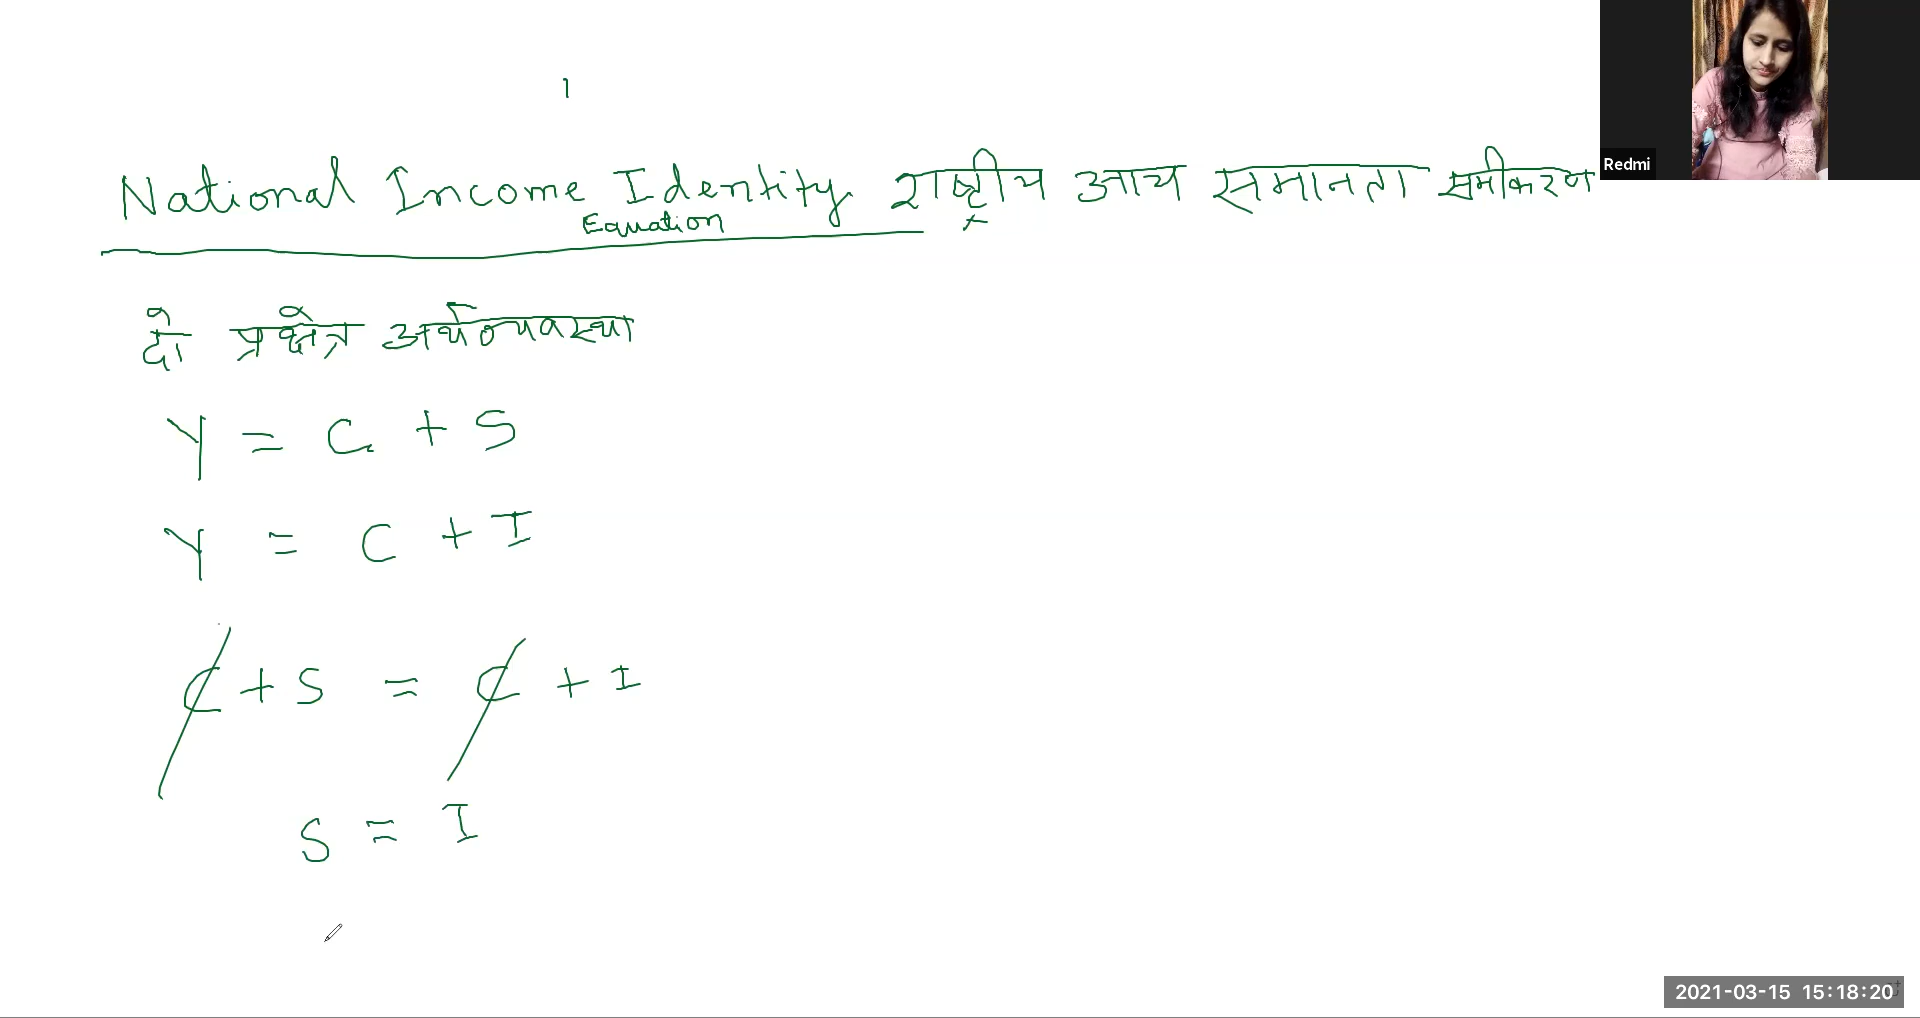 1
Redmi
National Income Identity राष्ट्रीय आय समानता समीकरण
Equation
दो प्रक्षेत्र अर्थव्यवस्था
Y = C + S
Y = C + I
C + S = C + I
S = I
2021-03-15 15:18:20